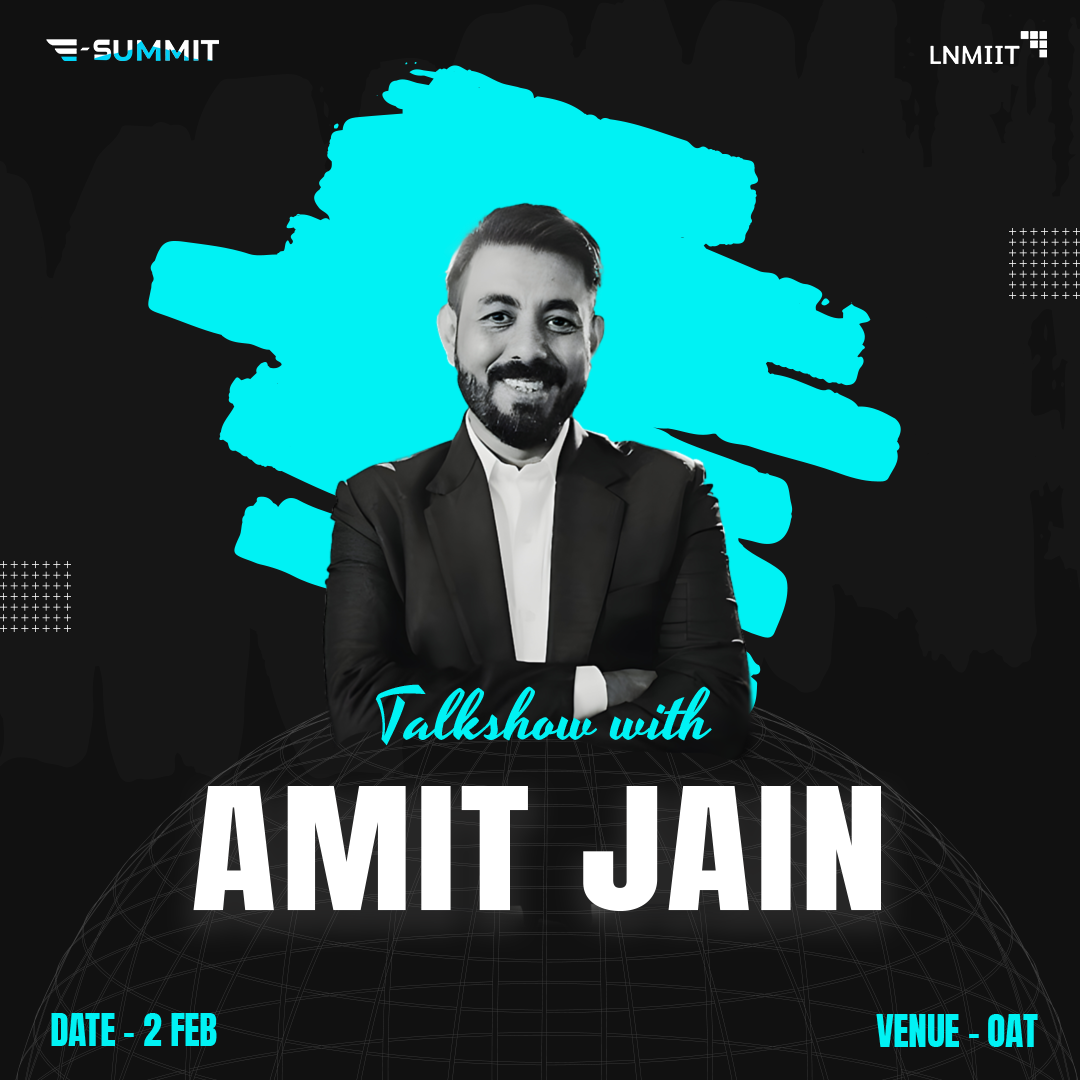 E-SUMMIT
LNMIIT
Talkshow with
AMIT JAIN
DATE - 2 FEB
VENUE - OAT